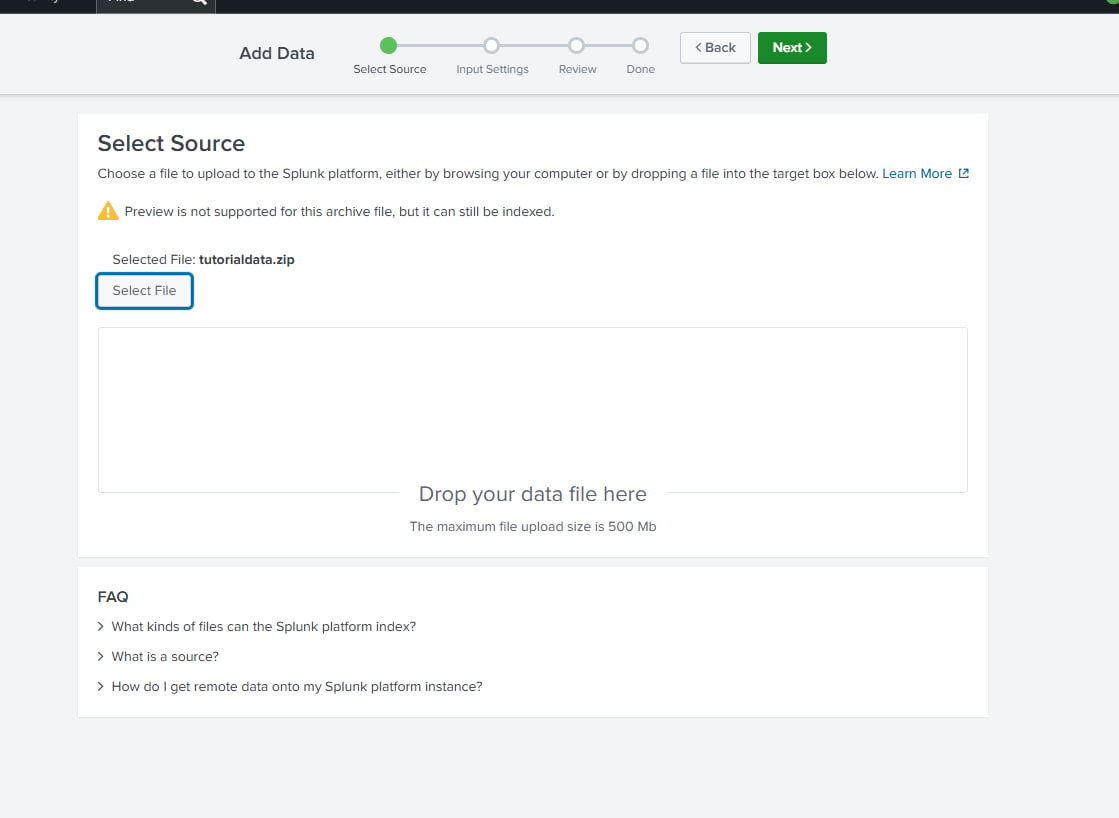 Add Data
Select Source
Input Settings
Review
Done
Back
Next
Select Source
Choose a file to upload to the Splunk platform, either by browsing your computer or by dropping a file into the target box below. Learn More
Preview is not supported for this archive file, but it can still be indexed.
Selected File: tutorialdata.zip
Select File
Drop your data file here
The maximum file upload size is 500 Mb
FAQ
What kinds of files can the Splunk platform index?
What is a source?
How do I get remote data onto my Splunk platform instance?